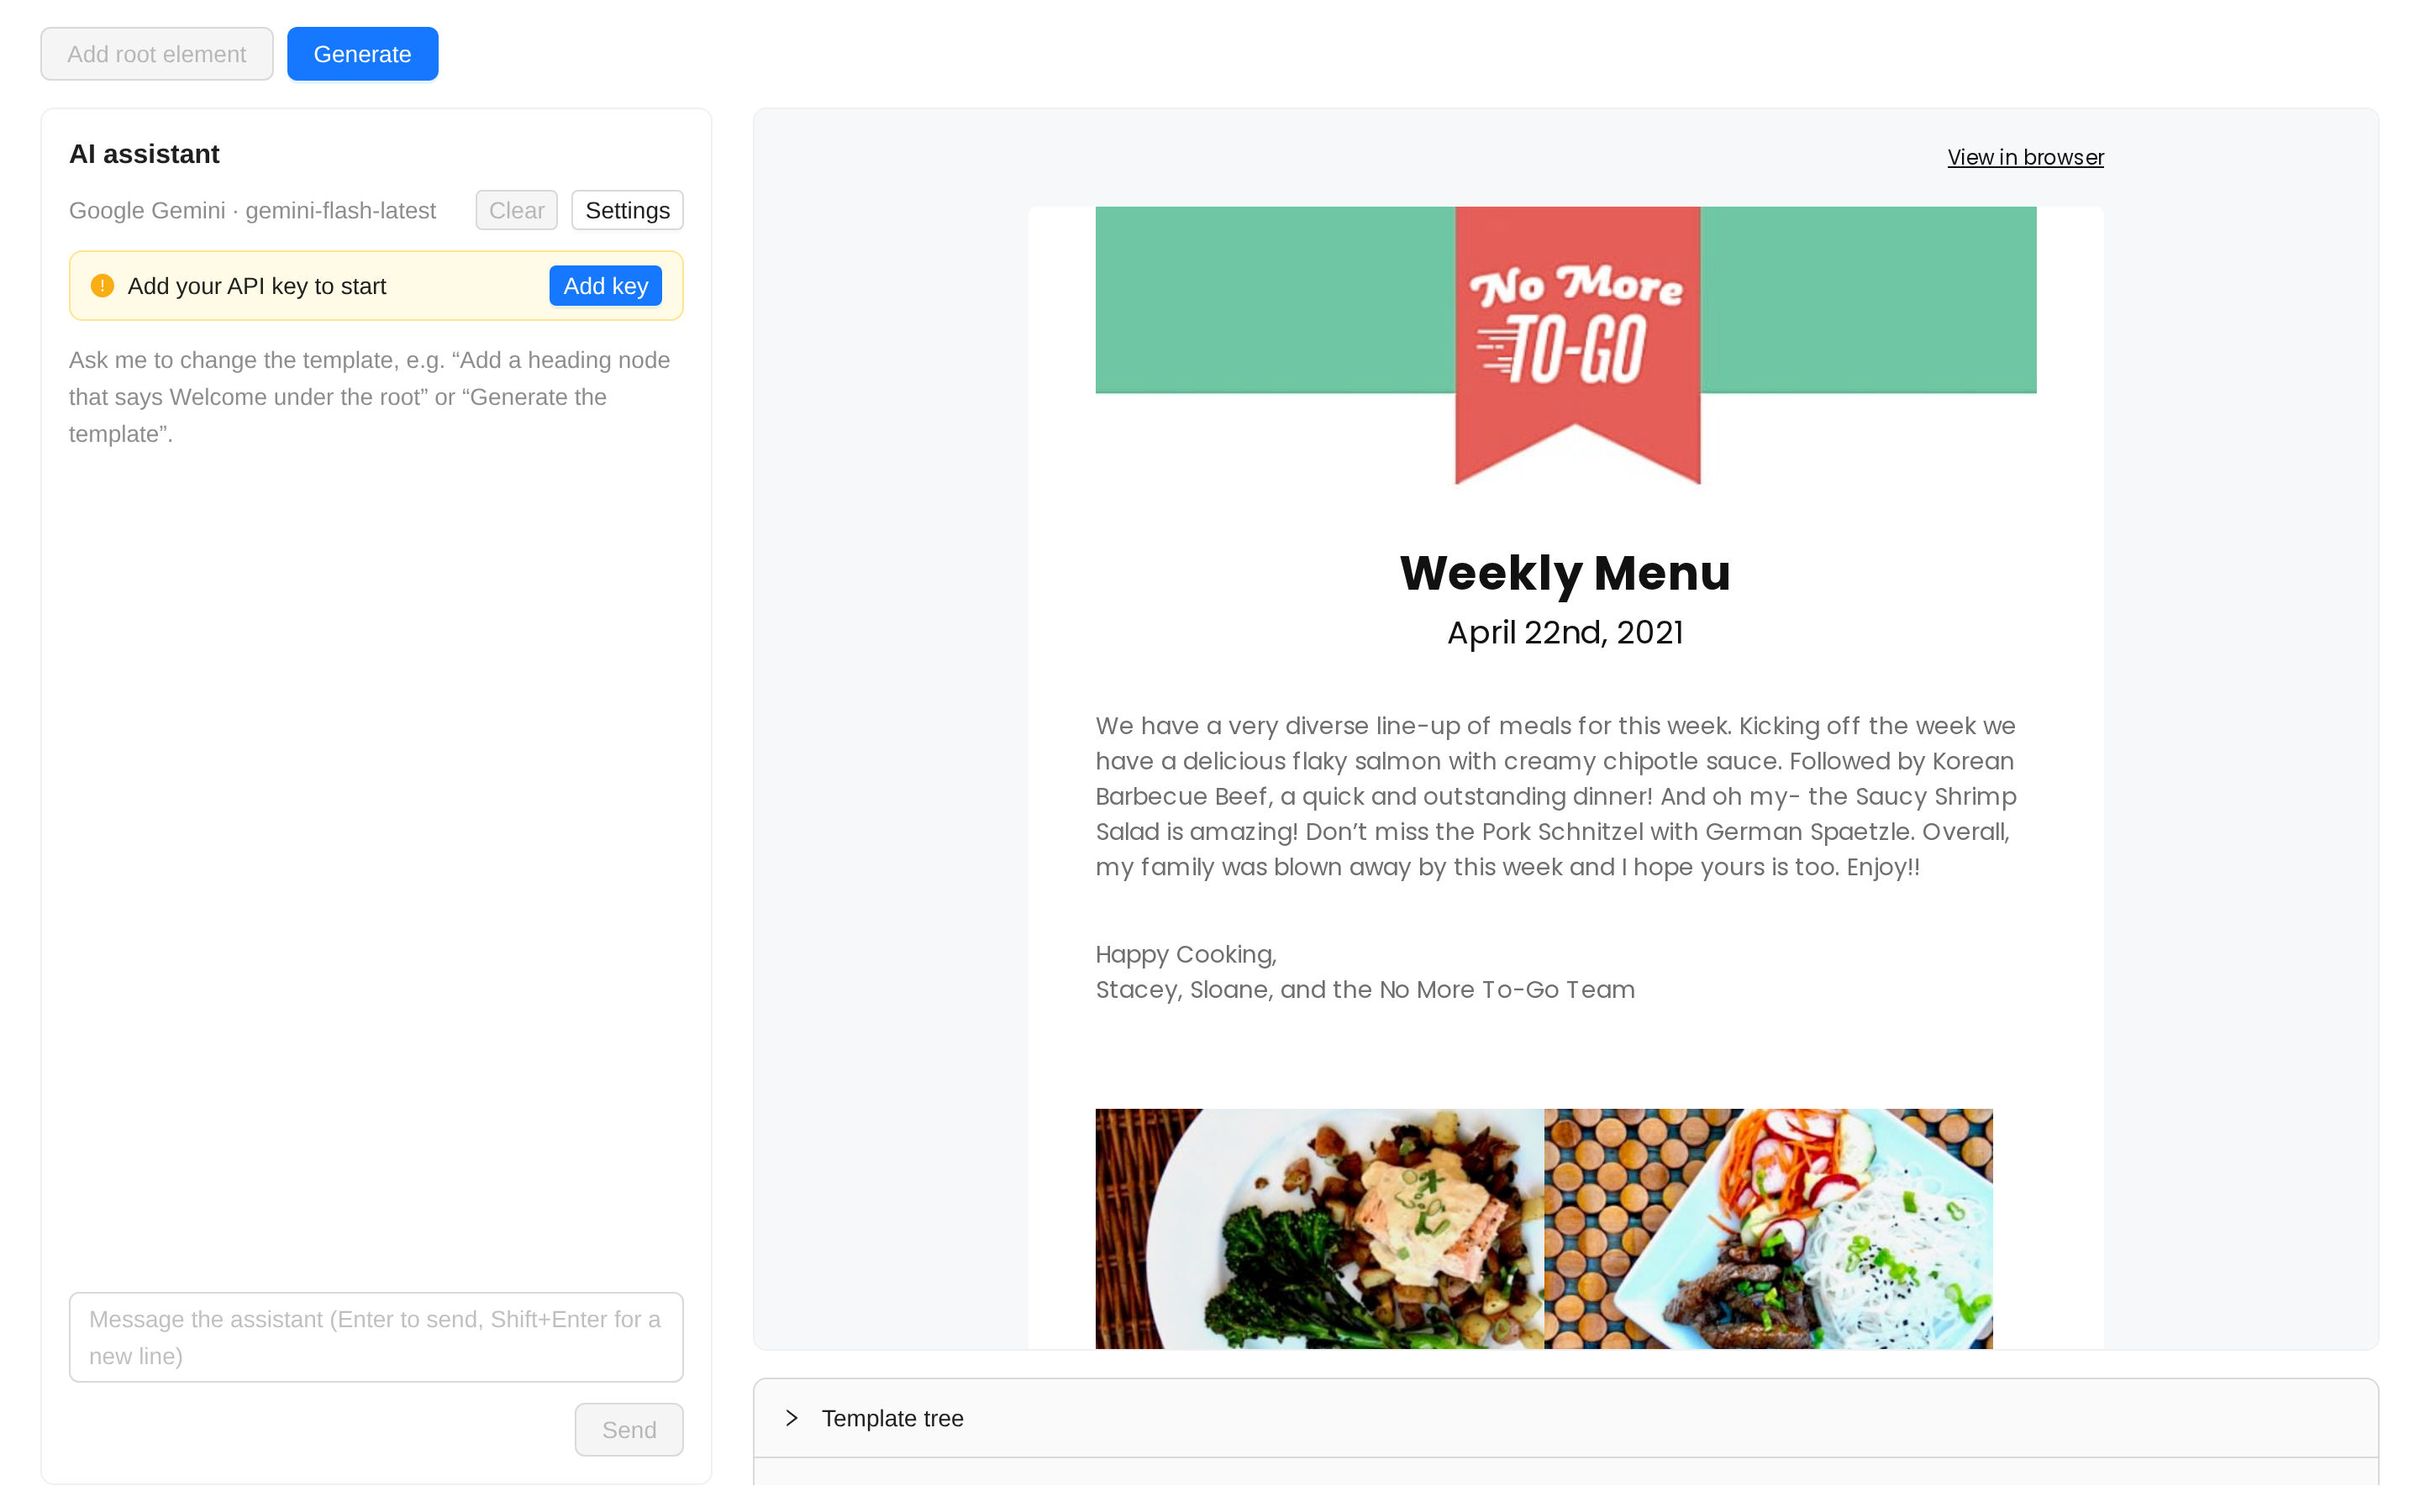 Add root element
Generate
AI assistant
Google Gemini · gemini-flash-latest
Clear
Settings
Add your API key to start
Add key
Ask me to change the template, e.g. “Add a heading node
that says Welcome under the root” or “Generate the
template”.
Message the assistant (Enter to send, Shift+Enter for a
new line)
Send
View in browser
No More
TO-GO
Weekly Menu
April 22nd, 2021
We have a very diverse line-up of meals for this week. Kicking off the week we
have a delicious flaky salmon with creamy chipotle sauce. Followed by Korean
Barbecue Beef, a quick and outstanding dinner! And oh my- the Saucy Shrimp
Salad is amazing! Don’t miss the Pork Schnitzel with German Spaetzle. Overall,
my family was blown away by this week and I hope yours is too. Enjoy!!
Happy Cooking,
Stacey, Sloane, and the No More To-Go Team
Template tree